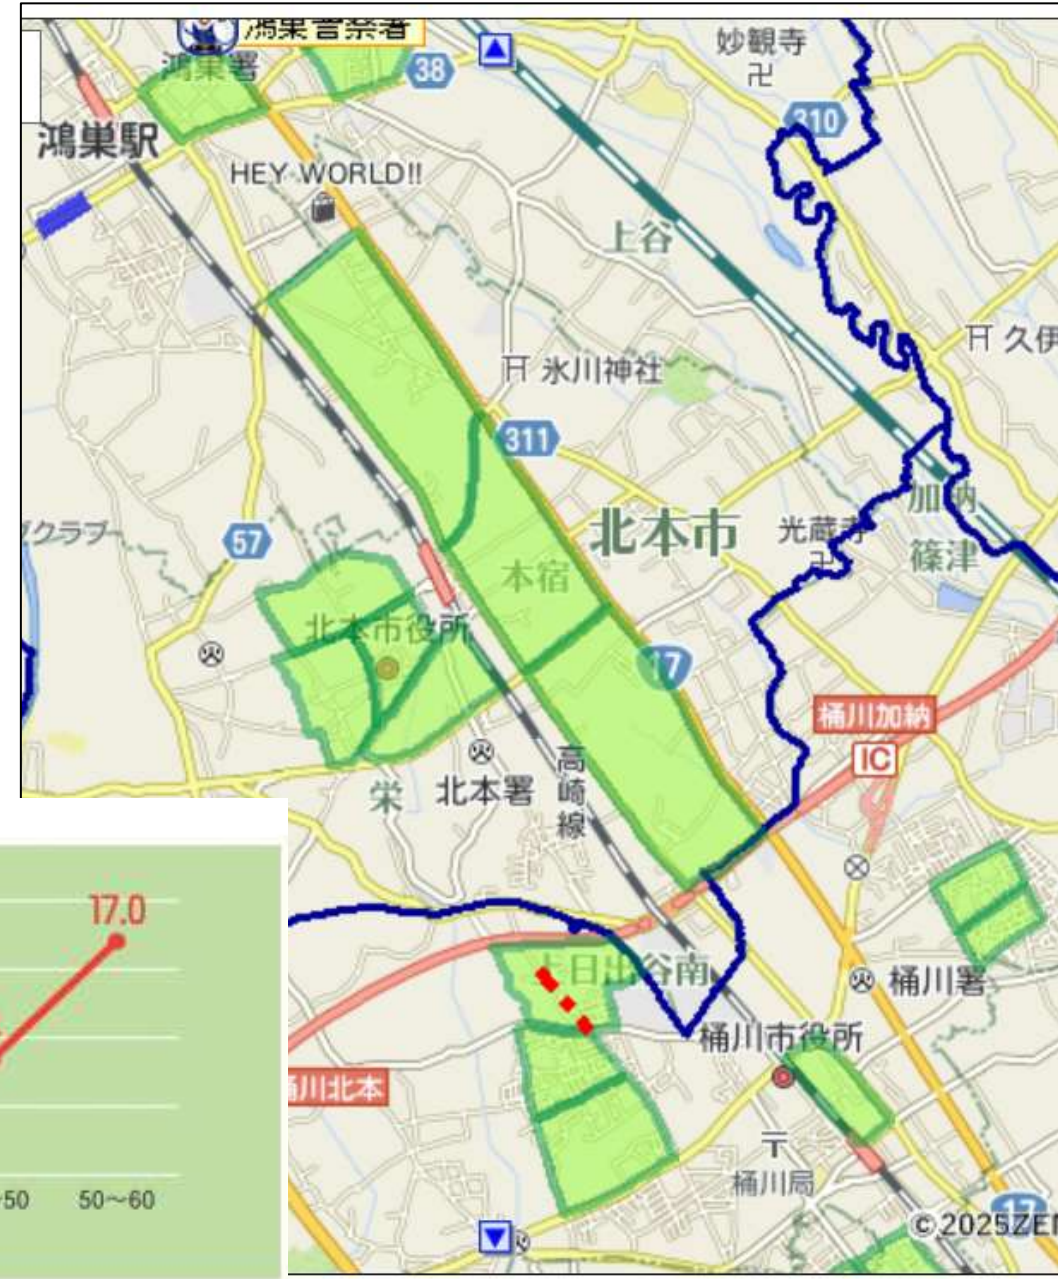 鴻巣警察署
鴻巣署
38
妙観寺
310
鴻巣駅
HEY WORLD!!
上谷
氷川神社
久伊
311
クラブ
57
北本市
光蔵寺
加納
篠津
本宿
北本市役所
17
桶川加納
IC
北本署
高崎線
栄
17.0
50
50～60
上日出谷南
桶川署
桶川市役所
桶川北本
桶川局
17
©2025ZEN